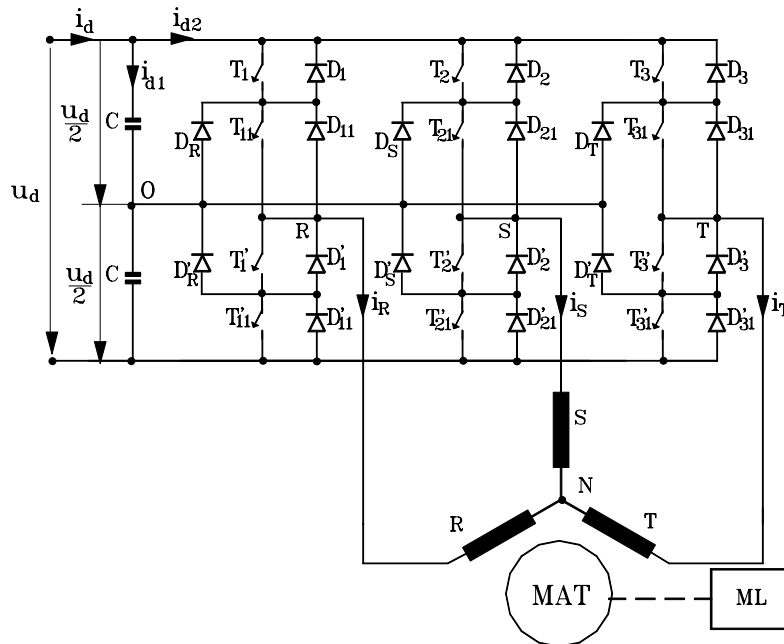 i_d
i_d2
i_d1
u_d/2
C
u_d
0
u_d/2
C
T_1
D_1
T_2
D_2
T_3
D_3
D_R
T_11
D_11
D_S
T_21
D_21
D_T
T_31
D_31
R
S
T
D'_R
T'_1
D'_1
D'_S
T'_2
D'_2
D'_T
T'_3
D'_3
T'_11
D'_11
i_R
T'_21
D'_21
i_S
T'_31
D'_31
i_T
S
N
R
T
MAT
ML